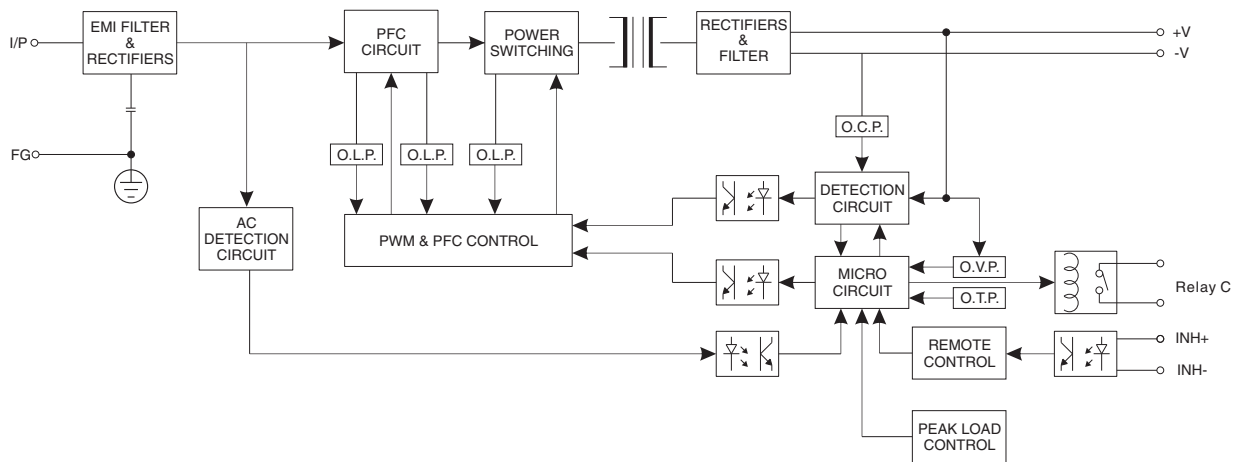 I/P
EMI FILTER
&
RECTIFIERS
PFC
CIRCUIT
POWER
SWITCHING
RECTIFIERS
&
FILTER
+V
-V
FG
O.L.P.
O.L.P.
O.L.P.
O.C.P.
AC
DETECTION
CIRCUIT
PWM & PFC CONTROL
DETECTION
CIRCUIT
MICRO
CIRCUIT
O.V.P.
O.T.P.
Relay C
REMOTE
CONTROL
INH+
INH-
PEAK LOAD
CONTROL